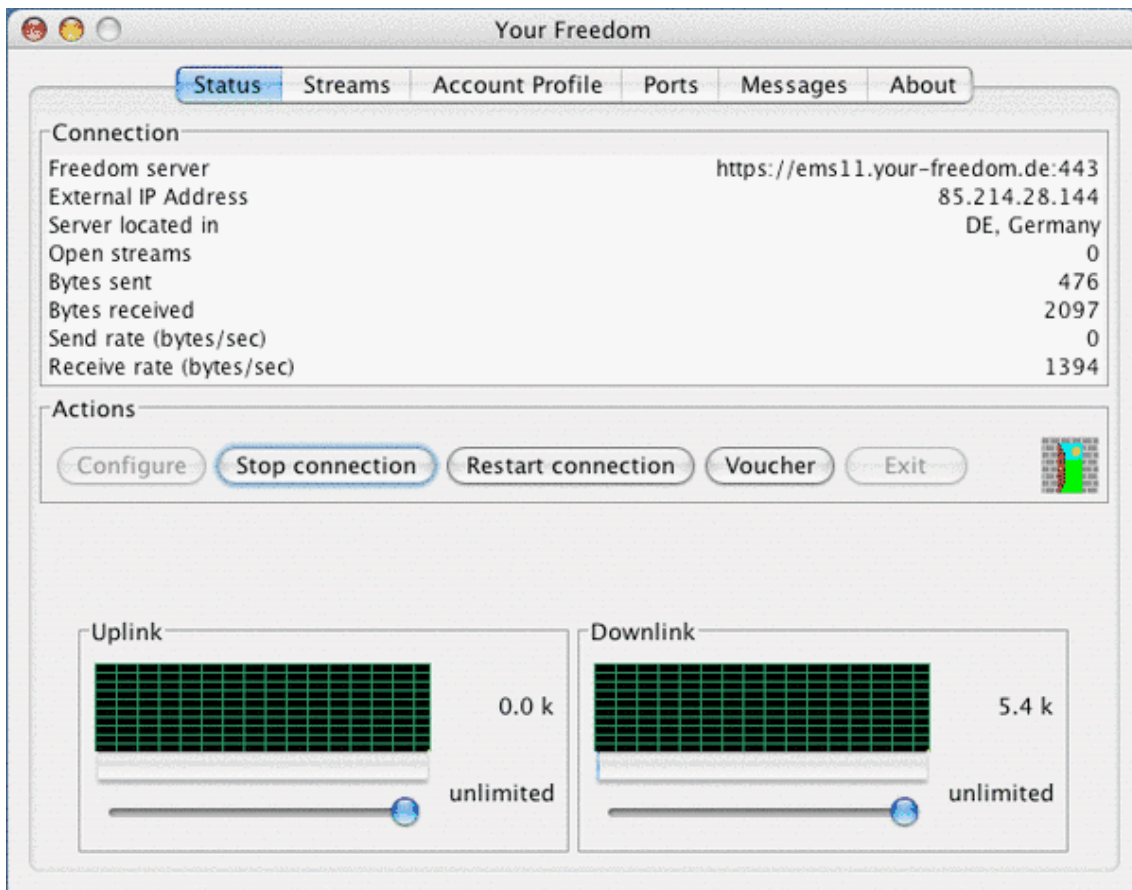 Your Freedom
Status Streams Account Profile Ports Messages About
Connection
Freedom server https://ems11.your-freedom.de:443
External IP Address 85.214.28.144
Server located in DE, Germany
Open streams 0
Bytes sent 476
Bytes received 2097
Send rate (bytes/sec) 0
Receive rate (bytes/sec) 1394
Actions
Configure Stop connection Restart connection Voucher Exit
Uplink Downlink
0.0 k 5.4 k
unlimited unlimited